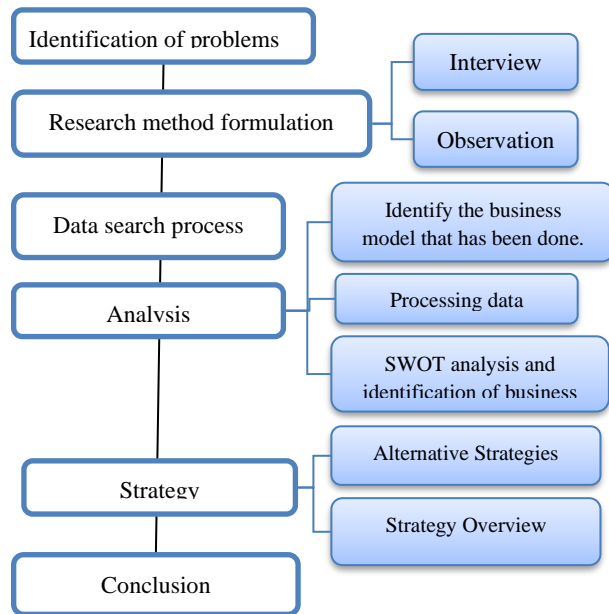 Identification of problems
Interview
Research method formulation
Observation
Data search process
Identify the business
model that has been done.
Analysis
Processing data
SWOT analysis and
identification of business
Strategy
Alternative Strategies
Strategy Overview
Conclusion